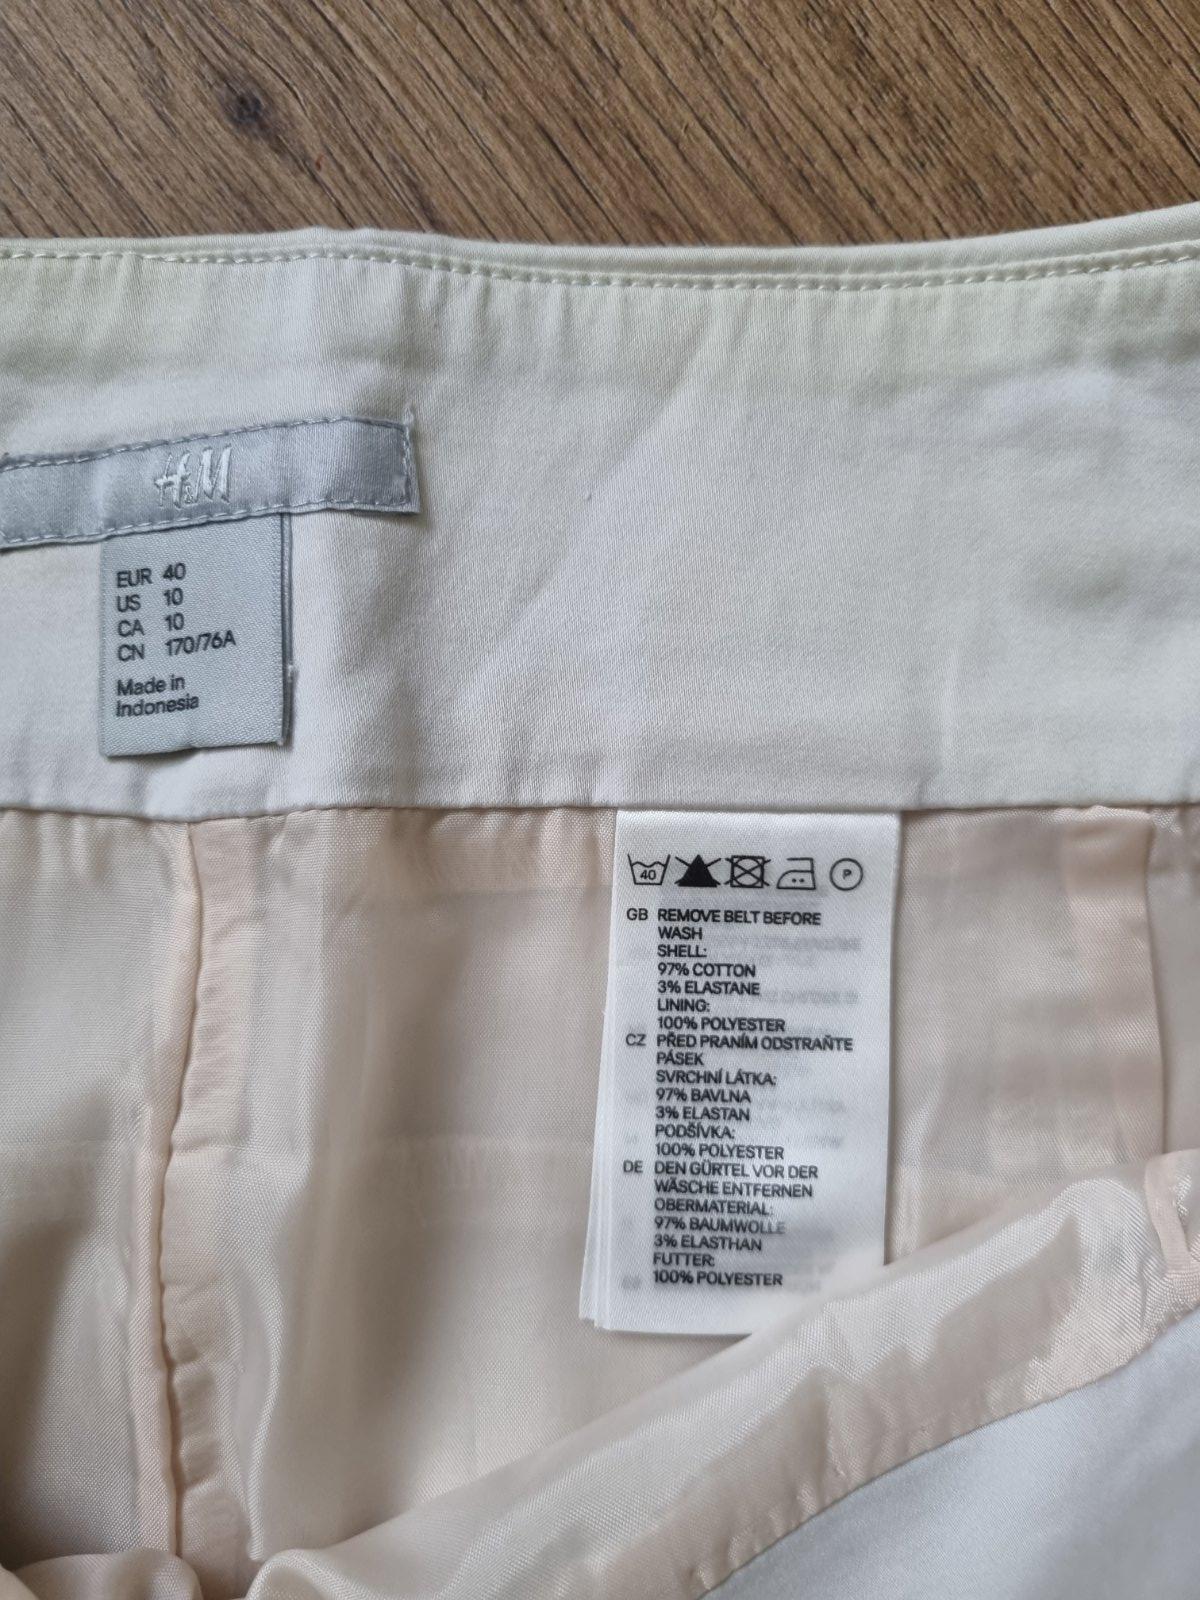 H&M
EUR 40
US 10
CA 10
CN 170/76A
Made in
Indonesia
40
P
GB REMOVE BELT BEFORE
WASH
SHELL:
97% COTTON
3% ELASTANE
LINING:
100% POLYESTER
CZ PŘED PRANÍM ODSTRAŇTE
PÁSEK
SVRCHNÍ LÁTKA:
97% BAVLNA
3% ELASTAN
PODŠÍVKA:
100% POLYESTER
DE DEN GÜRTEL VOR DER
WÄSCHE ENTFERNEN
OBERMATERIAL:
97% BAUMWOLLE
3% ELASTHAN
FUTTER:
100% POLYESTER